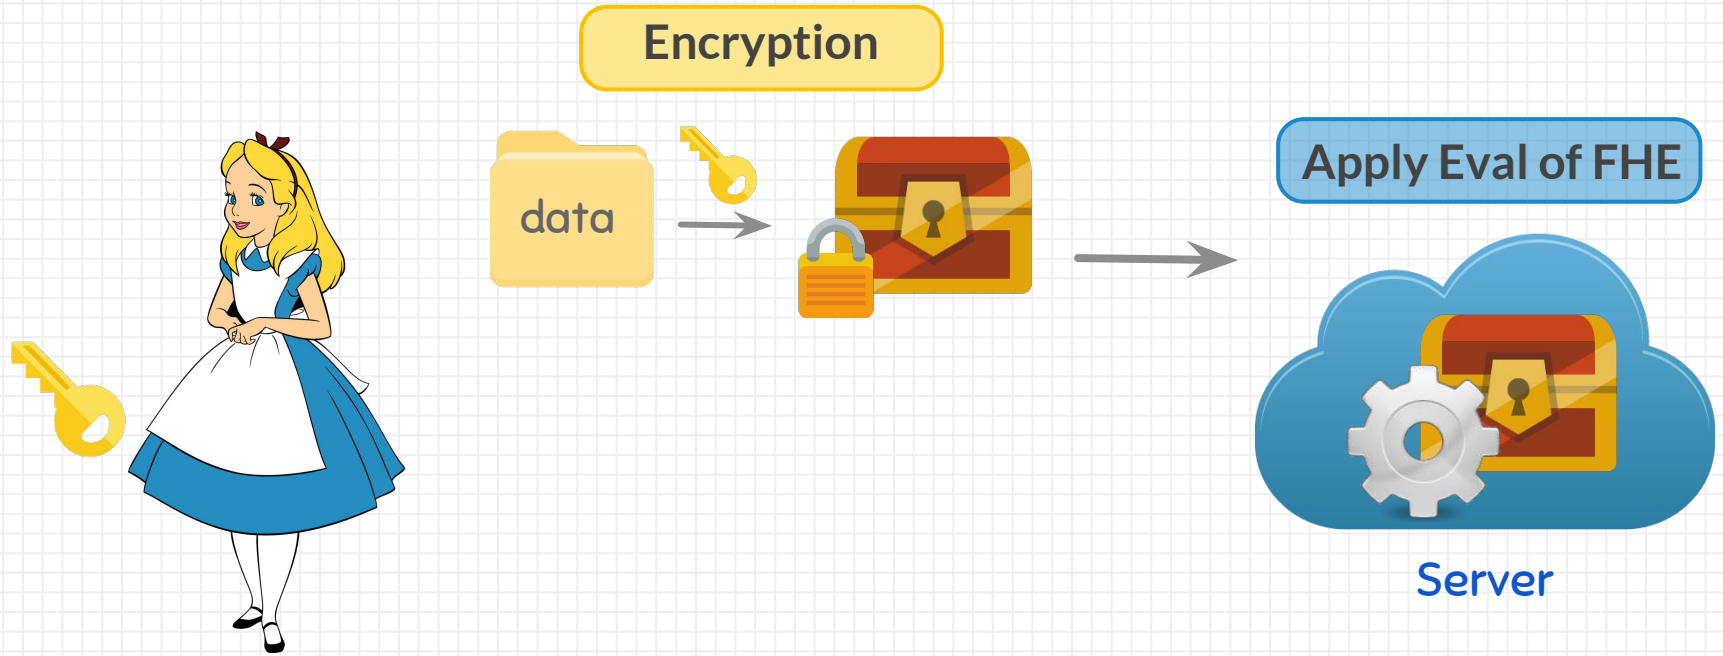 Encryption
data
Apply Eval of FHE
Server